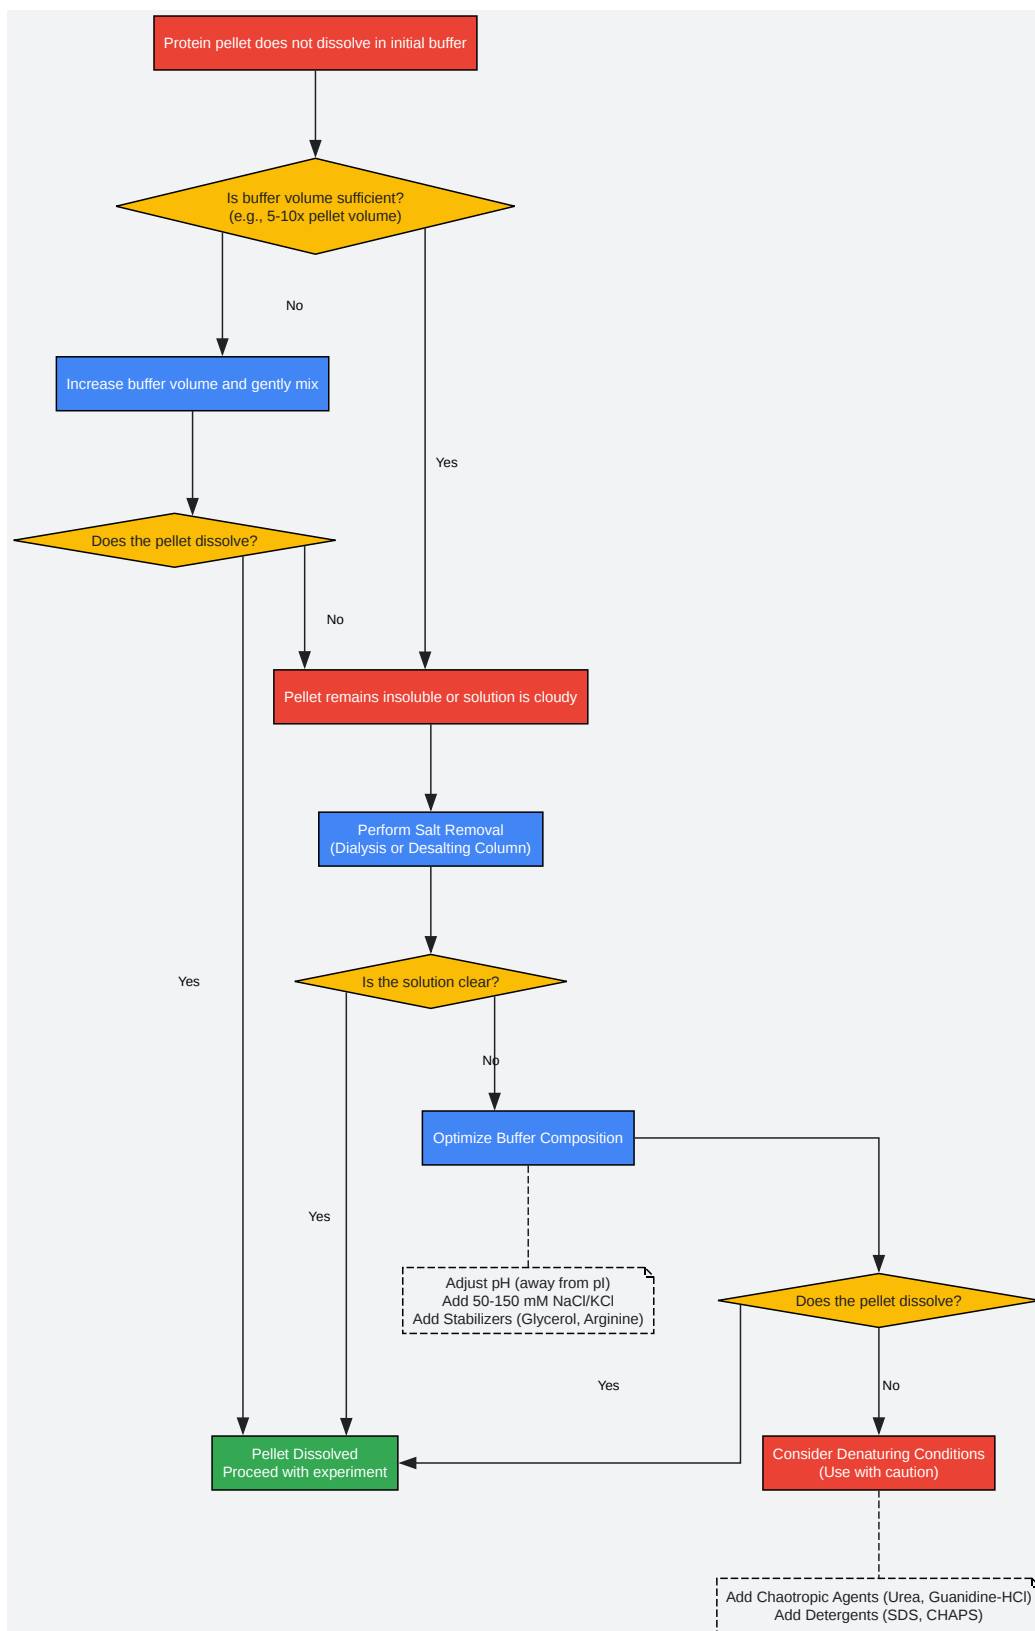 Protein pellet does not dissolve in initial buffer
Is buffer volume sufficient?
(e.g., 5-10x pellet volume)
No
Increase buffer volume and gently mix
Yes
Does the pellet dissolve?
No
Pellet remains insoluble or solution is cloudy
Perform Salt Removal
(Dialysis or Desalting Column)
Yes
Is the solution clear?
No
Optimize Buffer Composition
Yes
Adjust pH (away from pI)
Add 50-150 mM NaCl/KCl
Add Stabilizers (Glycerol, Arginine)
Does the pellet dissolve?
Yes
No
Pellet Dissolved
Proceed with experiment
Consider Denaturing Conditions
(Use with caution)
Add Chaotropic Agents (Urea, Guanidine-HCl)
Add Detergents (SDS, CHAPS)